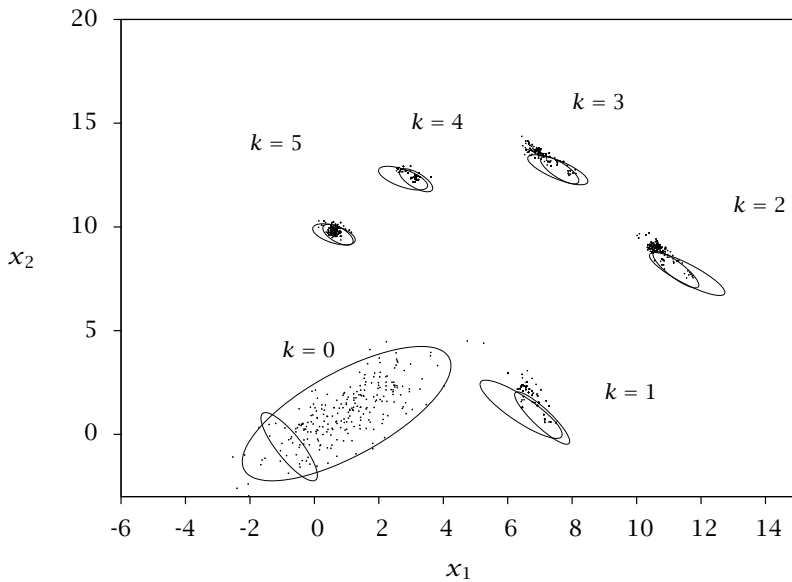 20
k = 3
15
k = 4
k = 5
k = 2
10
x2
5
k = 0
k = 1
0
-6 -4 -2 0 2 4 6 8 10 12 14
x1